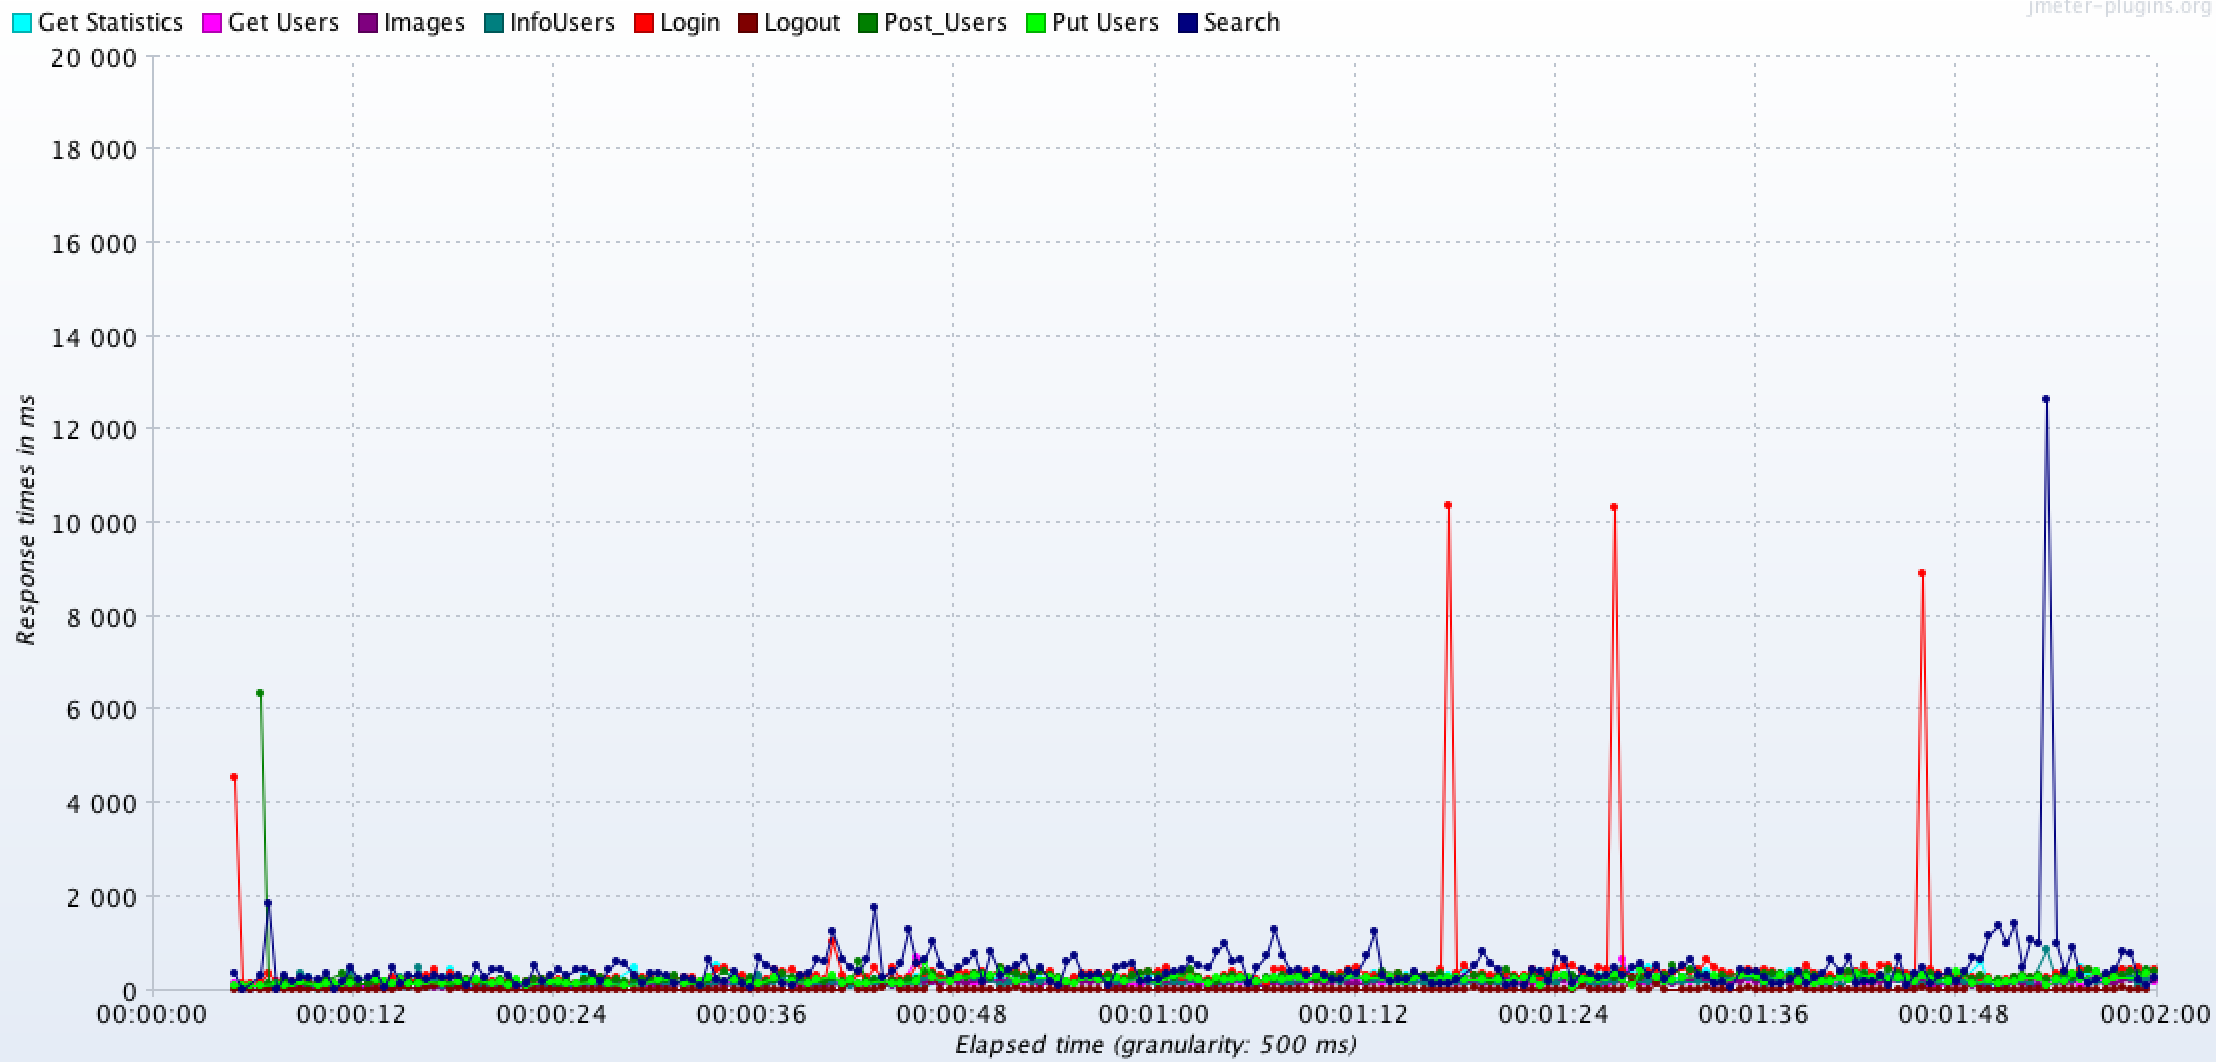 jmeter-plugins.org
Get Statistics Get Users Images InfoUsers Login Logout Post_Users Put Users Search
20 000
18 000
16 000
14 000
12 000
10 000
8 000
6 000
4 000
2 000
0
Response times in ms
00:00:00 00:00:12 00:00:24 00:00:36 00:00:48 00:01:00 00:01:12 00:01:24 00:01:36 00:01:48 00:02:00
Elapsed time (granularity: 500 ms)